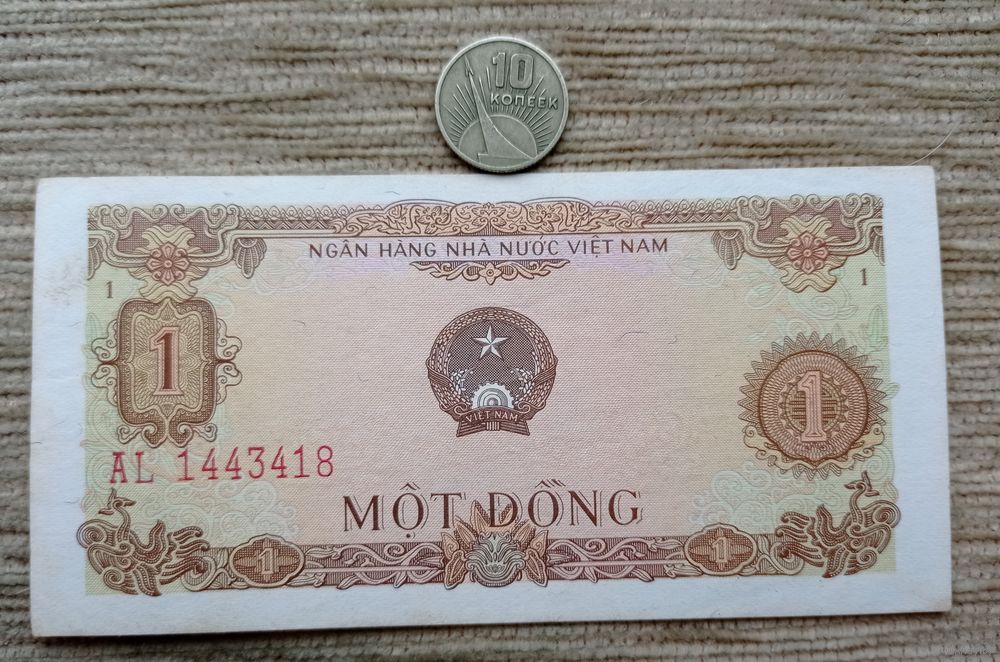 10
КОПЕЕК
NGÂN HÀNG NHÀ NƯỚC VIỆT NAM
1 1
1 1
VIỆT NAM
AL 1443418
MỘT ĐỒNG
1 1